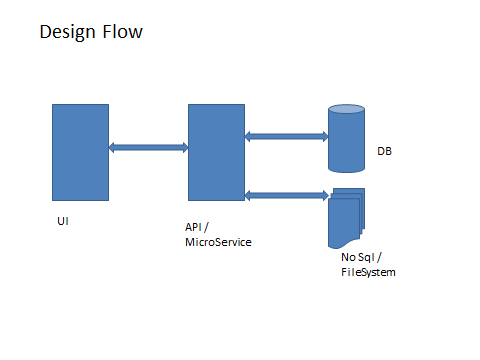 Design Flow
UI
API /
MicroService
DB
No Sql /
FileSystem